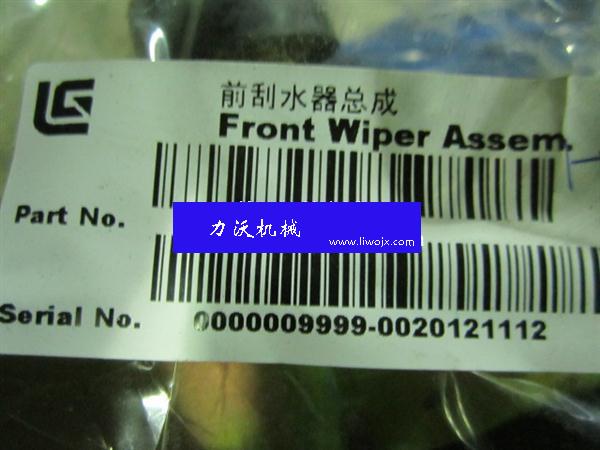 前刮水器总成
Front Wiper Assem.
Part No.
力沃机械
www.liwojx.com
Serial No. 0000009999-0020121112